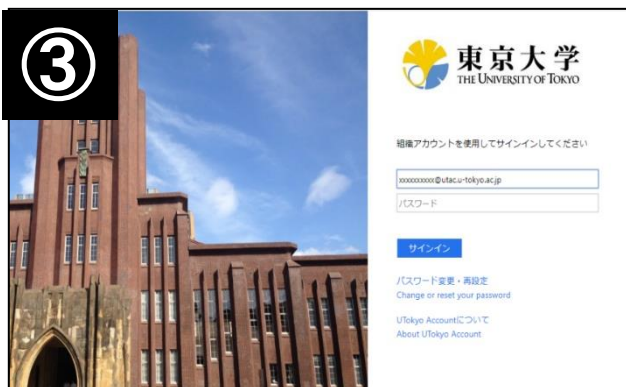 ③
東京大学
THE UNIVERSITY OF TOKYO
組織アカウントを使用してサインインしてください
xxxxxxxxxx@utac.u-tokyo.ac.jp
パスワード
サインイン
パスワード変更・再設定
Change or reset your password
UTokyo Accountについて
About UTokyo Account